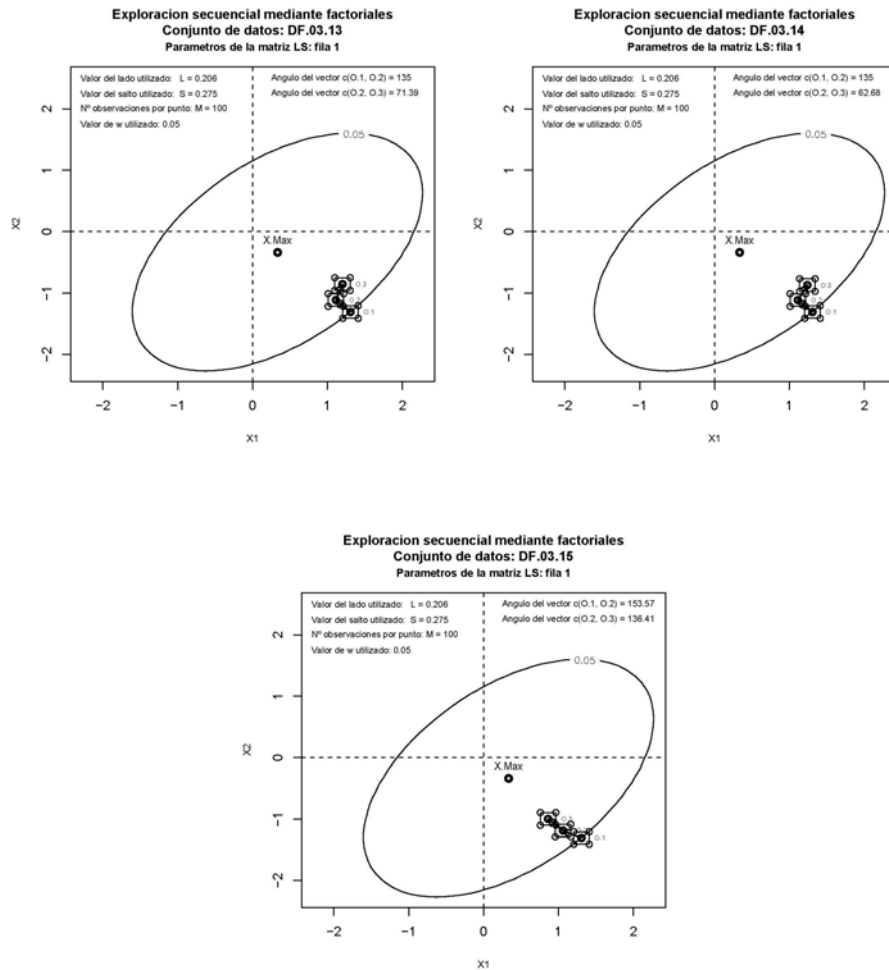 Exploracion secuencial mediante factoriales
Conjunto de datos: DF.03.13
Parametros de la matriz LS: fila 1
Valor del lado utilizado: L = 0.206
Angulo del vector c(O.1, O.2) = 135
Valor del salto utilizado: S = 0.275
Angulo del vector c(O.2, O.3) = 71.39
Nº observaciones por punto: M = 100
Valor de w utilizado: 0.05
0.05
X.Max
O.3
O.2
O.1
X2
2
1
0
−1
−2
−2
−1
0
1
2
X1
Exploracion secuencial mediante factoriales
Conjunto de datos: DF.03.14
Parametros de la matriz LS: fila 1
Valor del lado utilizado: L = 0.206
Angulo del vector c(O.1, O.2) = 135
Valor del salto utilizado: S = 0.275
Angulo del vector c(O.2, O.3) = 62.68
Nº observaciones por punto: M = 100
Valor de w utilizado: 0.05
0.05
X.Max
O.3
O.2
O.1
X2
2
1
0
−1
−2
−2
−1
0
1
2
X1
Exploracion secuencial mediante factoriales
Conjunto de datos: DF.03.15
Parametros de la matriz LS: fila 1
Valor del lado utilizado: L = 0.206
Angulo del vector c(O.1, O.2) = 153.57
Valor del salto utilizado: S = 0.275
Angulo del vector c(O.2, O.3) = 136.41
Nº observaciones por punto: M = 100
Valor de w utilizado: 0.05
0.05
X.Max
O.1
X2
2
1
0
−1
−2
−2
−1
0
1
2
X1